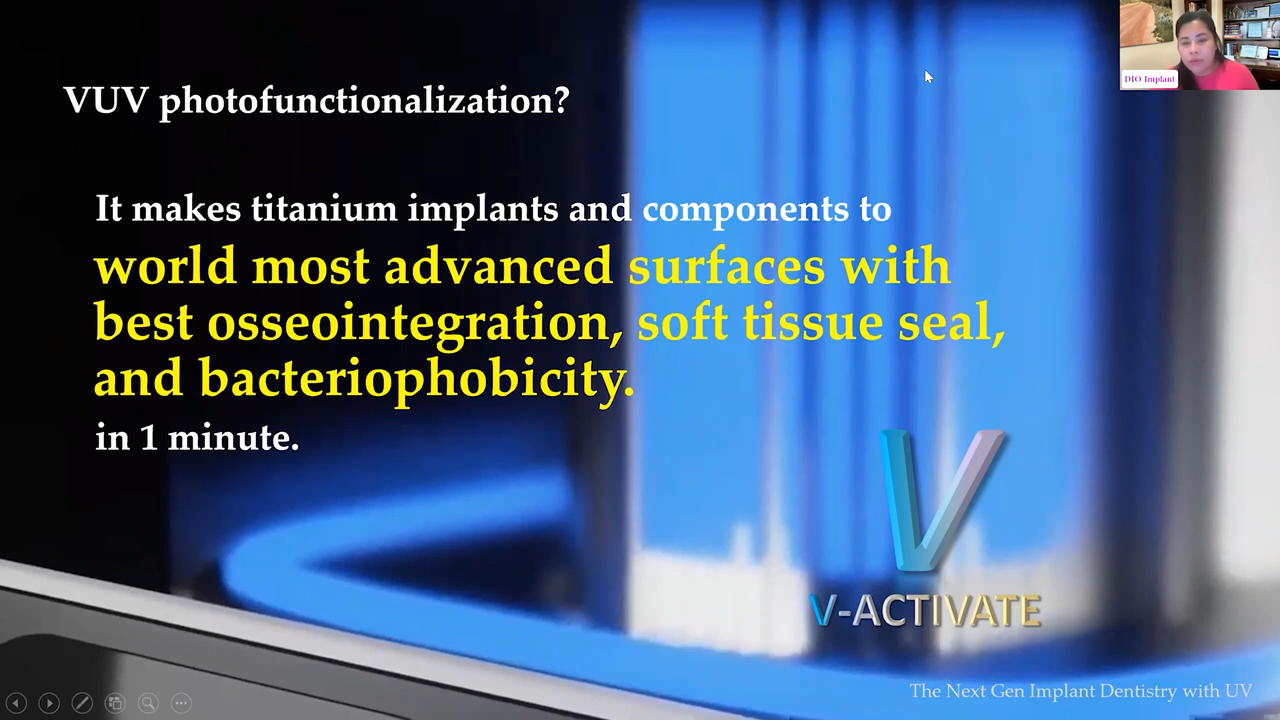 DIO Implant
VUV photofunctionalization?
It makes titanium implants and components to
world most advanced surfaces with
best osseointegration, soft tissue seal,
and bacteriophobicity.
in 1 minute.
V
V-ACTIVATE
The Next Gen Implant Dentistry with UV